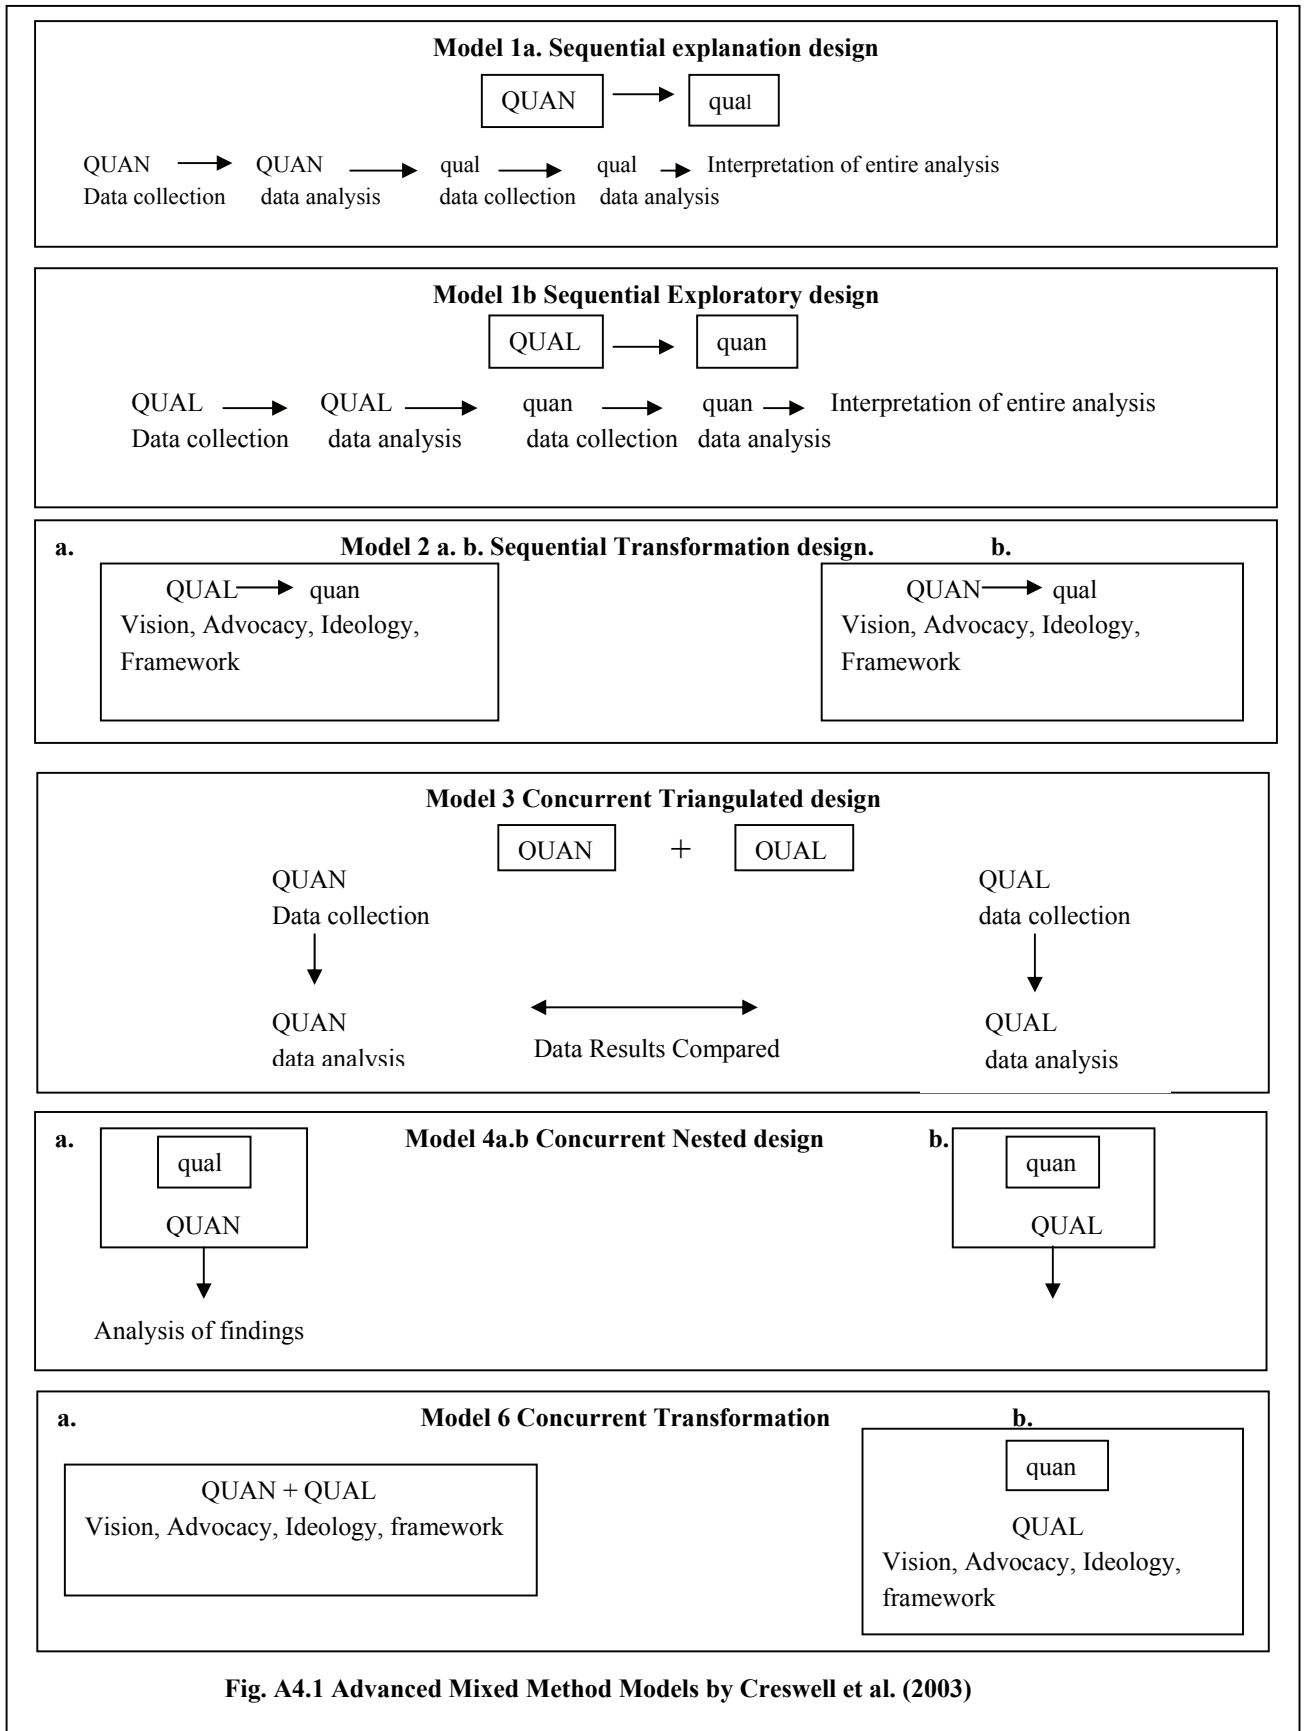 Model 1a. Sequential explanation design
QUAN qual
QUAN QUAN qual qual Interpretation of entire analysis
Data collection data analysis data collection data analysis
Model 1b Sequential Exploratory design
QUAL quan
QUAL QUAL quan quan Interpretation of entire analysis
Data collection data analysis data collection data analysis
a. Model 2 a. b. Sequential Transformation design. b.
QUAL quan
Vision, Advocacy, Ideology,
Framework
QUAN qual
Vision, Advocacy, Ideology,
Framework
Model 3 Concurrent Triangulated design
QUAN + QUAL
QUAN QUAL
Data collection data collection
QUAN QUAL
data analysis Data Results Compared data analysis
a. Model 4a.b Concurrent Nested design b.
qual quan
QUAN QUAL
Analysis of findings
a. Model 6 Concurrent Transformation b.
QUAN + QUAL
Vision, Advocacy, Ideology, framework
quan
QUAL
Vision, Advocacy, Ideology,
framework
Fig. A4.1 Advanced Mixed Method Models by Creswell et al. (2003)